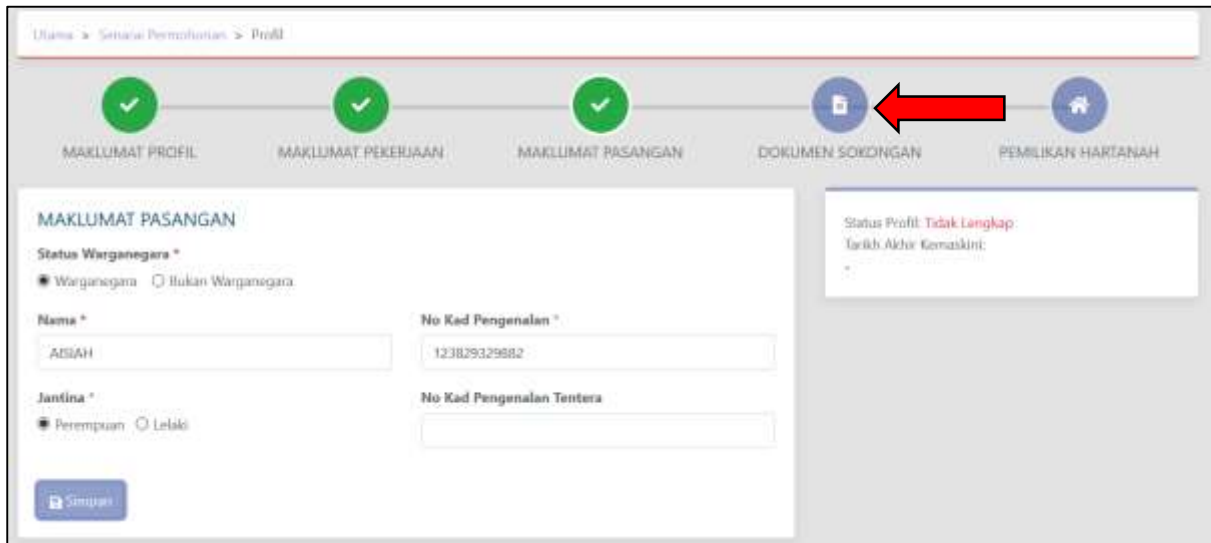 Utama > Senarai Permohonan > Profil
MAKLUMAT PROFIL
MAKLUMAT PEKERJAAN
MAKLUMAT PASANGAN
DOKUMEN SOKONGAN
PEMILIKAN HARTANAH
MAKLUMAT PASANGAN
Status Warganegara *
Warganegara Bukan Warganegara
Nama * No Kad Pengenalan *
AISIAH 123829329882
Jantina * No Kad Pengenalan Tentera
Perempuan Lelaki
Simpan
Status Profil: Tidak Lengkap
Tarikh Akhir Kemaskini:
-